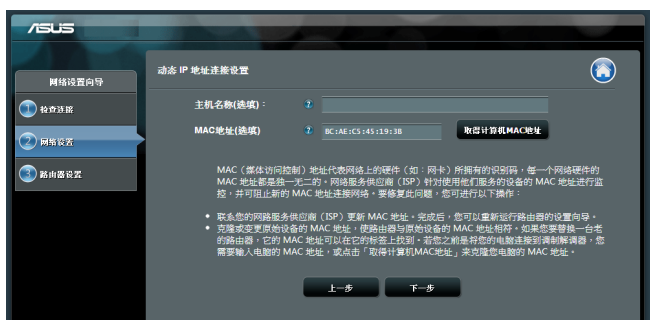 ASUS
网络设置向导
动态 IP 地址连接设置
1 检查连接
主机名称(选填)：
2 网络设置
MAC地址(选填)
BC:AE:C5:45:19:3B
取得计算机MAC地址
3 路由器设置
MAC（媒体访问控制）地址代表网络上的硬件（如：网卡）所拥有的识别码，每一个网络硬件的
MAC 地址都是独一无二的。网络服务供应商（ISP）针对使用他们服务的设备的 MAC 地址进行监
控，并可阻止新的 MAC 地址连接网络。要修复此问题，您可进行以下操作：
• 联系您的网路服务供应商（ISP）更新 MAC 地址。完成后，您可以重新运行路由器的设置向导。
• 克隆或变更原始设备的 MAC 地址，使路由器与原始设备的 MAC 地址相符。如果您要替换一台老
的路由器，它的 MAC 地址可以在它的标签上找到。若您之前是将您的电脑连接到调制解调器，您
需要输入电脑的 MAC 地址，或点击「取得计算机MAC地址」来克隆您电脑的 MAC 地址。
上一步
下一步